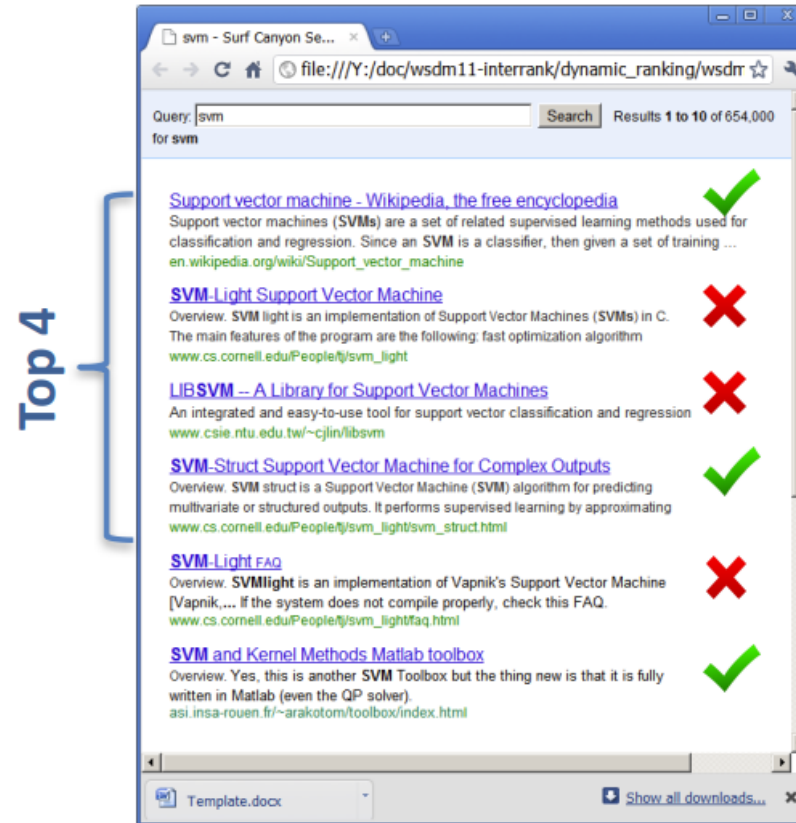 svm - Surf Canyon Se...
file:///Y:/doc/wsdm11-interrank/dynamic_ranking/wsdm
Query: svm Search Results 1 to 10 of 654,000
for svm
Top 4
Support vector machine - Wikipedia, the free encyclopedia
Support vector machines (SVMs) are a set of related supervised learning methods used for
classification and regression. Since an SVM is a classifier, then given a set of training ...
en.wikipedia.org/wiki/Support_vector_machine
SVM-Light Support Vector Machine
Overview. SVM light is an implementation of Support Vector Machines (SVMs) in C.
The main features of the program are the following: fast optimization algorithm
www.cs.cornell.edu/People/tj/svm_light
LIBSVM -- A Library for Support Vector Machines
An integrated and easy-to-use tool for support vector classification and regression
www.csie.ntu.edu.tw/~cjlin/libsvm
SVM-Struct Support Vector Machine for Complex Outputs
Overview. SVM struct is a Support Vector Machine (SVM) algorithm for predicting
multivariate or structured outputs. It performs supervised learning by approximating
www.cs.cornell.edu/People/tj/svm_light/svm_struct.html
SVM-Light FAQ
Overview. SVMlight is an implementation of Vapnik's Support Vector Machine
[Vapnik,... If the system does not compile properly, check this FAQ.
www.cs.cornell.edu/People/tj/svm_light/faq.html
SVM and Kernel Methods Matlab toolbox
Overview. Yes, this is another SVM Toolbox but the thing new is that it is fully
written in Matlab (even the QP solver).
asi.insa-rouen.fr/~arakotom/toolbox/index.html
Template.docx
Show all downloads...